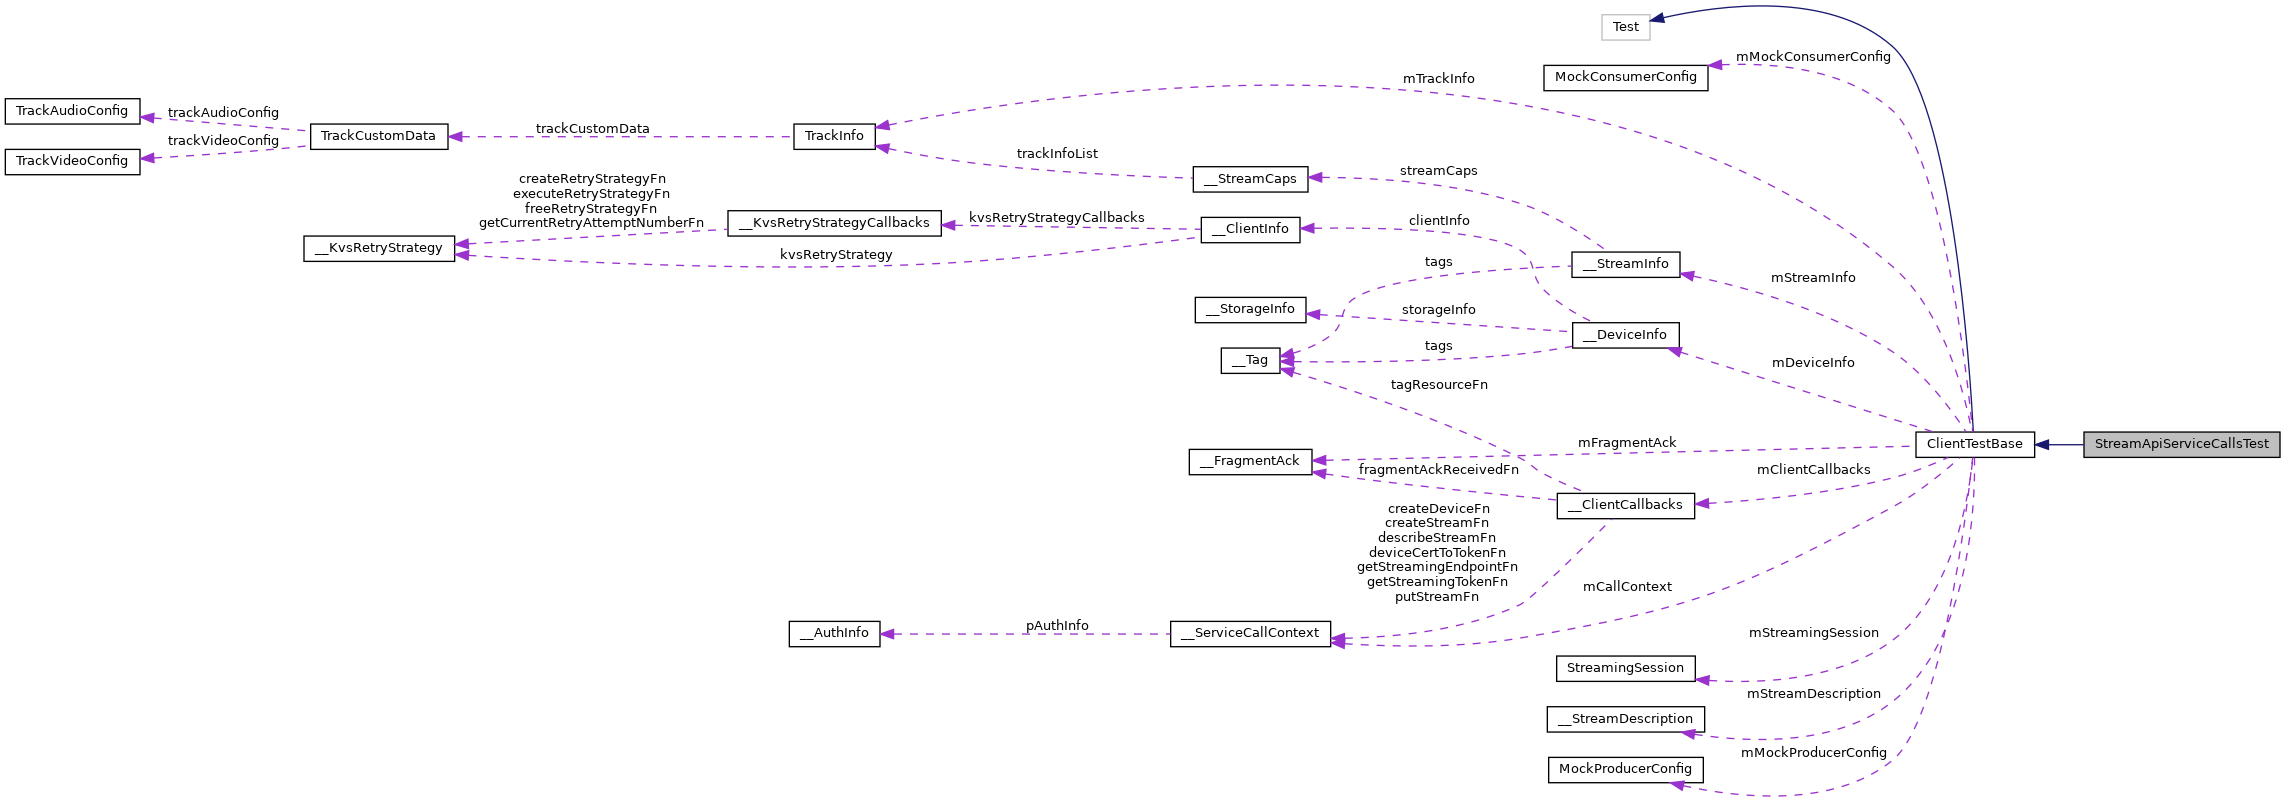 Test
mMockConsumerConfig
MockConsumerConfig
mTrackInfo
TrackAudioConfig
trackAudioConfig
trackCustomData
TrackCustomData
TrackInfo
trackVideoConfig
trackInfoList
TrackVideoConfig
streamCaps
__StreamCaps
createRetryStrategyFn
executeRetryStrategyFn
freeRetryStrategyFn
getCurrentRetryAttemptNumberFn
kvsRetryStrategyCallbacks
clientInfo
__KvsRetryStrategyCallbacks
__ClientInfo
__KvsRetryStrategy
kvsRetryStrategy
tags
__StreamInfo
mStreamInfo
__StorageInfo
storageInfo
__DeviceInfo
tags
__Tag
mDeviceInfo
tagResourceFn
mFragmentAck
ClientTestBase
StreamApiServiceCallsTest
__FragmentAck
fragmentAckReceivedFn
mClientCallbacks
__ClientCallbacks
createDeviceFn
createStreamFn
describeStreamFn
deviceCertToTokenFn
getStreamingEndpointFn
getStreamingTokenFn
putStreamFn
mCallContext
pAuthInfo
__AuthInfo
__ServiceCallContext
mStreamingSession
StreamingSession
mStreamDescription
__StreamDescription
mMockProducerConfig
MockProducerConfig